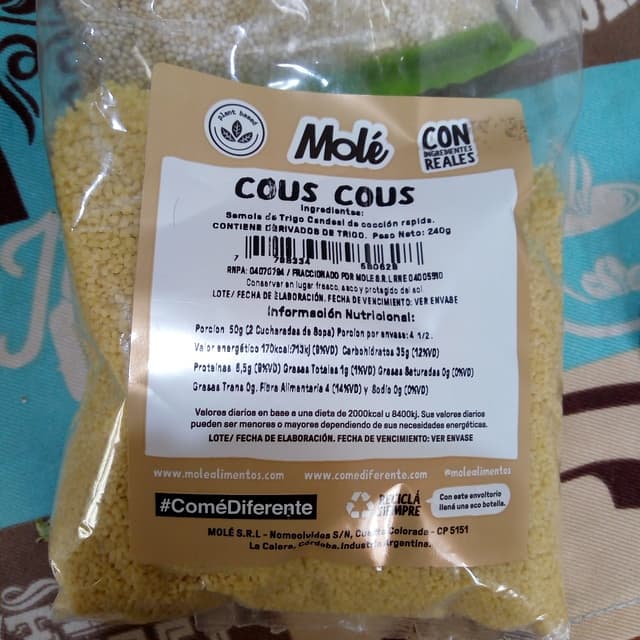 plant based
Molé
CON
INGREDIENTES
REALES
COUS COUS
Ingredientes:
Semola de Trigo Candeal de cocción rapida.
CONTIENE DERIVADOS DE TRIGO. Peso Neto: 240g
RNPA: 04070794 / FRACCIONADO POR MOLE S.R.L RNE 04005910
Conservar en lugar fresco, seco y protegido del sol.
LOTE/ FECHA DE ELABORACIÓN. FECHA DE VENCIMIENTO: VER ENVASE
Información Nutricional:
Porcion 50g (2 Cucharadas de Sopa) Porcion por envase: 4 1/2.
Valor energético 170kcal:713kj (8%VD) Carbohidratos 35g (12%VD)
Proteinas 6,5g (8%VD) Grasas Totales 1g (1%VD) Grasas Saturadas 0g (0%VD)
Grasas Trans 0g. Fibra Alimentaria 4 (14%VD) y Sodio 0g (0%VD)
Valores diarios en base a una dieta de 2000kcal u 8400kj. Sus valores diarios
pueden ser menores o mayores dependiendo de sus necesidades energéticas.
LOTE/ FECHA DE ELABORACIÓN. FECHA DE VENCIMIENTO: VER ENVASE
www.molealimentos.com www.comediferente.com @molealimentos
#ComéDiferente
RECICLÁ
SIEMPRE
Con este envoltorio
llená una eco botella.
MOLÉ S.R.L - Nomeolvides S/N, Cuesta Colorada - CP 5151
La Calera, Córdoba, Industria Argentina.